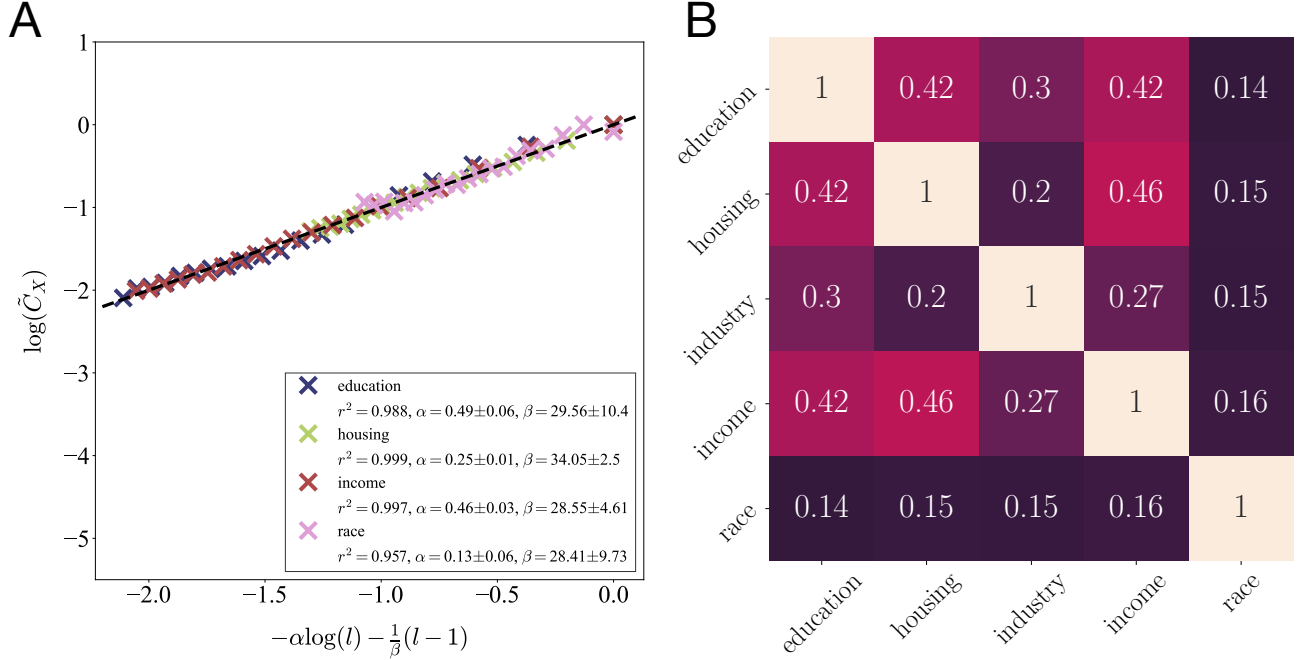 A
1
0
−1
−2
−3
−4
−5
log(C̃_X)
education
r² = 0.988, α = 0.49±0.06, β = 29.56±10.4
housing
r² = 0.999, α = 0.25±0.01, β = 34.05±2.5
income
r² = 0.997, α = 0.46±0.03, β = 28.55±4.61
race
r² = 0.957, α = 0.13±0.06, β = 28.41±9.73
−2.0 −1.5 −1.0 −0.5 0.0
−αlog(l) − 1/β(l − 1)
B
education 1 0.42 0.3 0.42 0.14
housing 0.42 1 0.2 0.46 0.15
industry 0.3 0.2 1 0.27 0.15
income 0.42 0.46 0.27 1 0.16
race 0.14 0.15 0.15 0.16 1
education housing industry income race